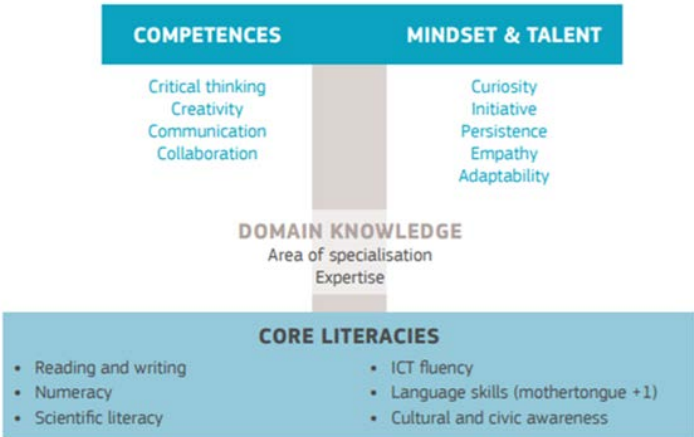 COMPETENCES
MINDSET & TALENT
Critical thinking
Creativity
Communication
Collaboration
Curiosity
Initiative
Persistence
Empathy
Adaptability
DOMAIN KNOWLEDGE
Area of specialisation
Expertise
CORE LITERACIES
• Reading and writing
• Numeracy
• Scientific literacy
• ICT fluency
• Language skills (mothertongue +1)
• Cultural and civic awareness